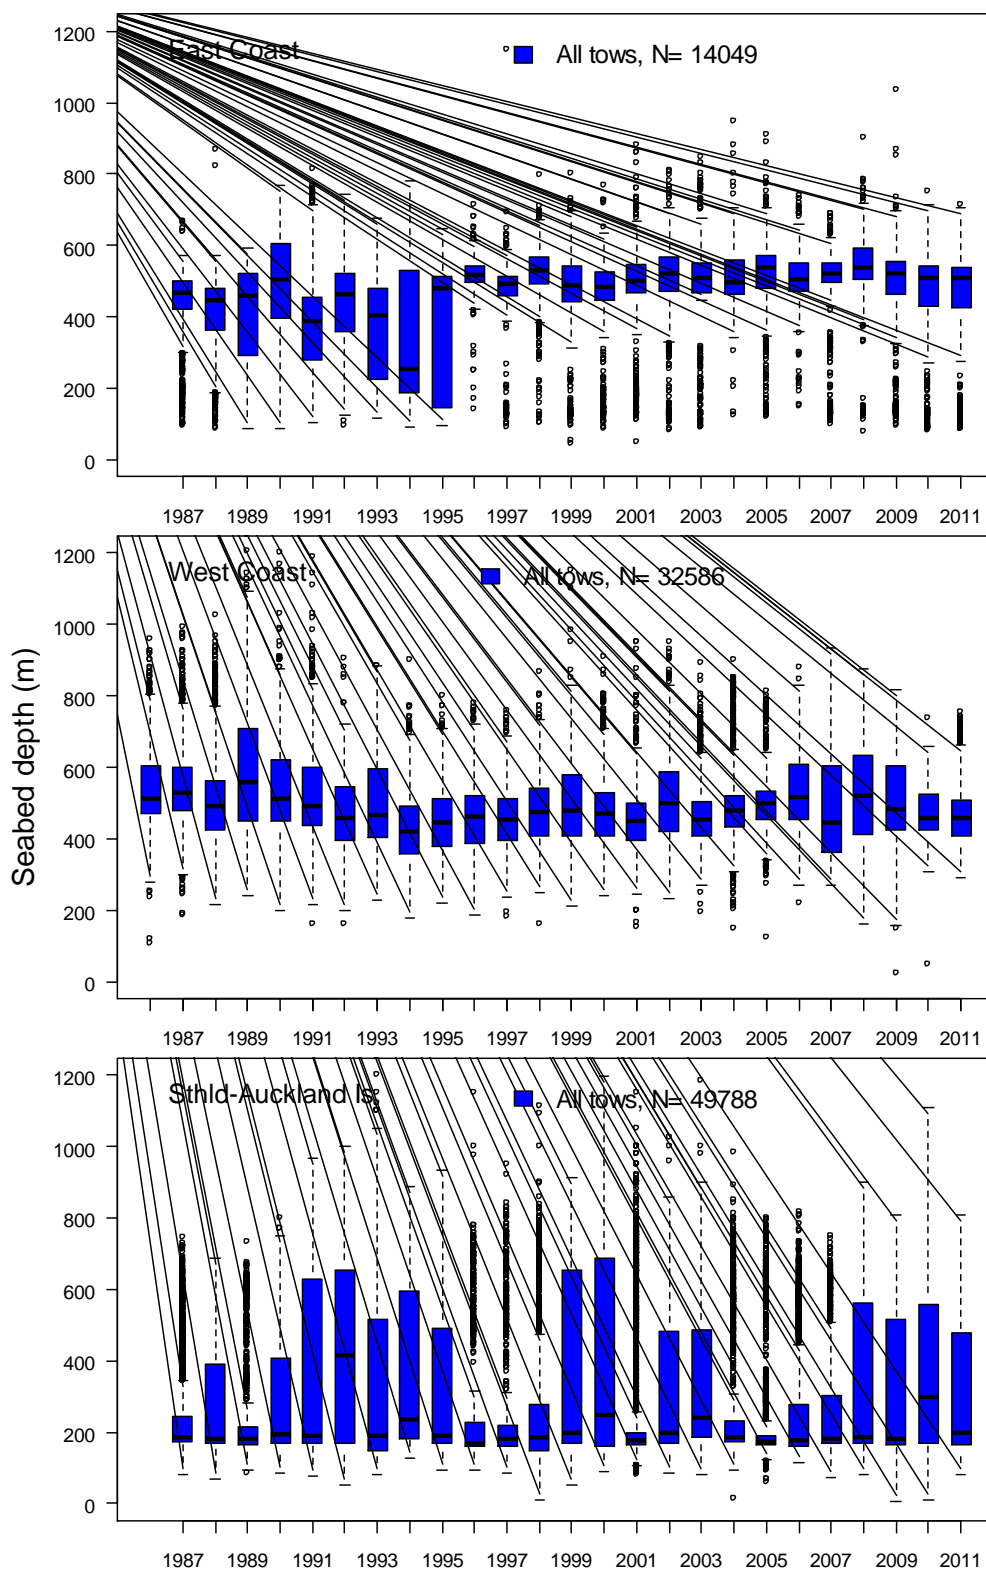 Seabed depth (m)
1200
1000
800
600
400
200
0
East Coast
All tows, N= 14049
1987 1989 1991 1993 1995 1997 1999 2001 2003 2005 2007 2009 2011
1200
1000
800
600
400
200
0
West Coast
All tows, N= 32586
1987 1989 1991 1993 1995 1997 1999 2001 2003 2005 2007 2009 2011
1200
1000
800
600
400
200
0
Sthld-Auckland Is.
All tows, N= 49788
1987 1989 1991 1993 1995 1997 1999 2001 2003 2005 2007 2009 2011